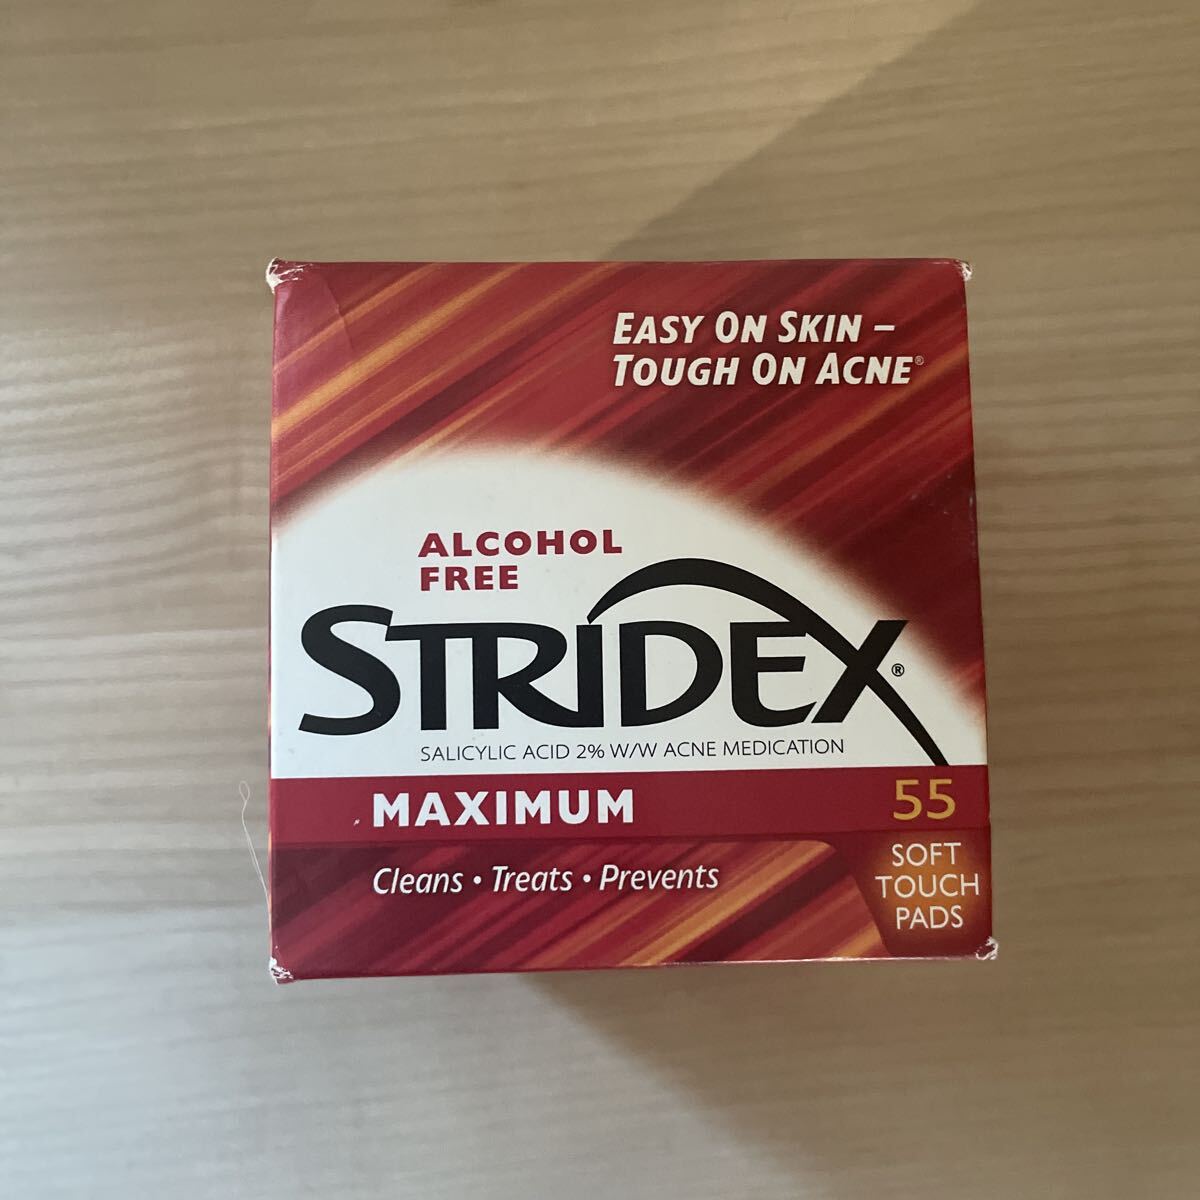 EASY ON SKIN –
TOUGH ON ACNE®
ALCOHOL
FREE
STRIDEX®
SALICYLIC ACID 2% W/W ACNE MEDICATION
MAXIMUM
55
SOFT
TOUCH
PADS
Cleans • Treats • Prevents